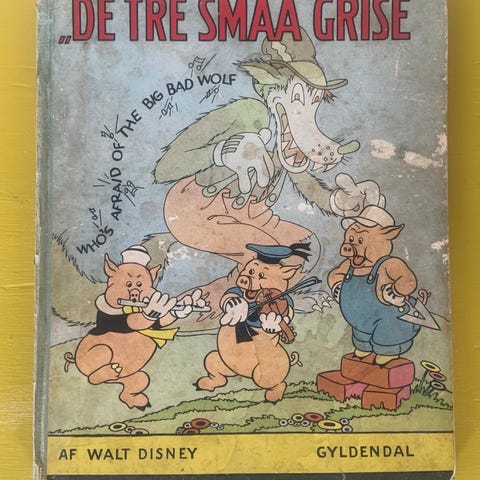 „DE TRE SMAA GRISE
WHO'S AFRAID OF THE BIG BAD WOLF
AF WALT DISNEY
GYLDENDAL